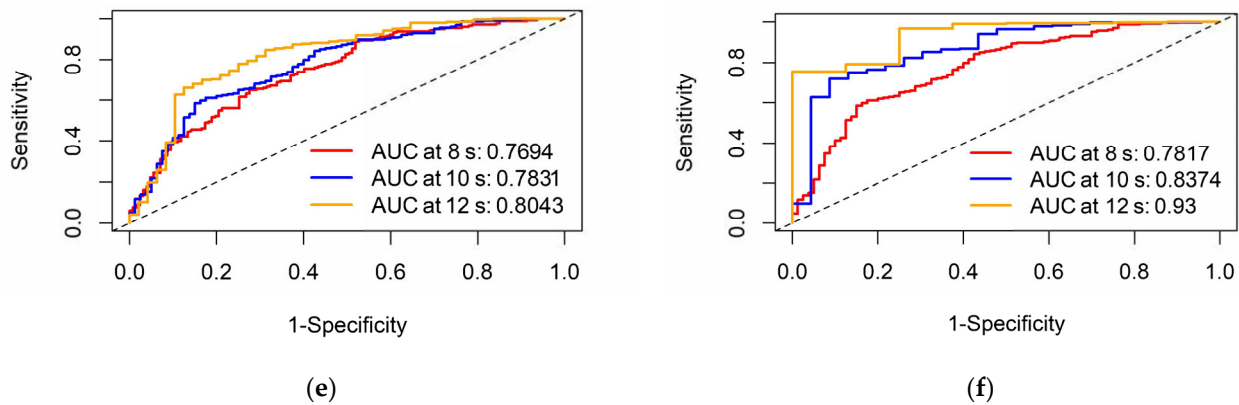 Sensitivity
0.0 0.4 0.8
AUC at 8 s: 0.7694
AUC at 10 s: 0.7831
AUC at 12 s: 0.8043
0.0 0.2 0.4 0.6 0.8 1.0
1-Specificity
(e)
Sensitivity
0.0 0.4 0.8
AUC at 8 s: 0.7817
AUC at 10 s: 0.8374
AUC at 12 s: 0.93
0.0 0.2 0.4 0.6 0.8 1.0
1-Specificity
(f)